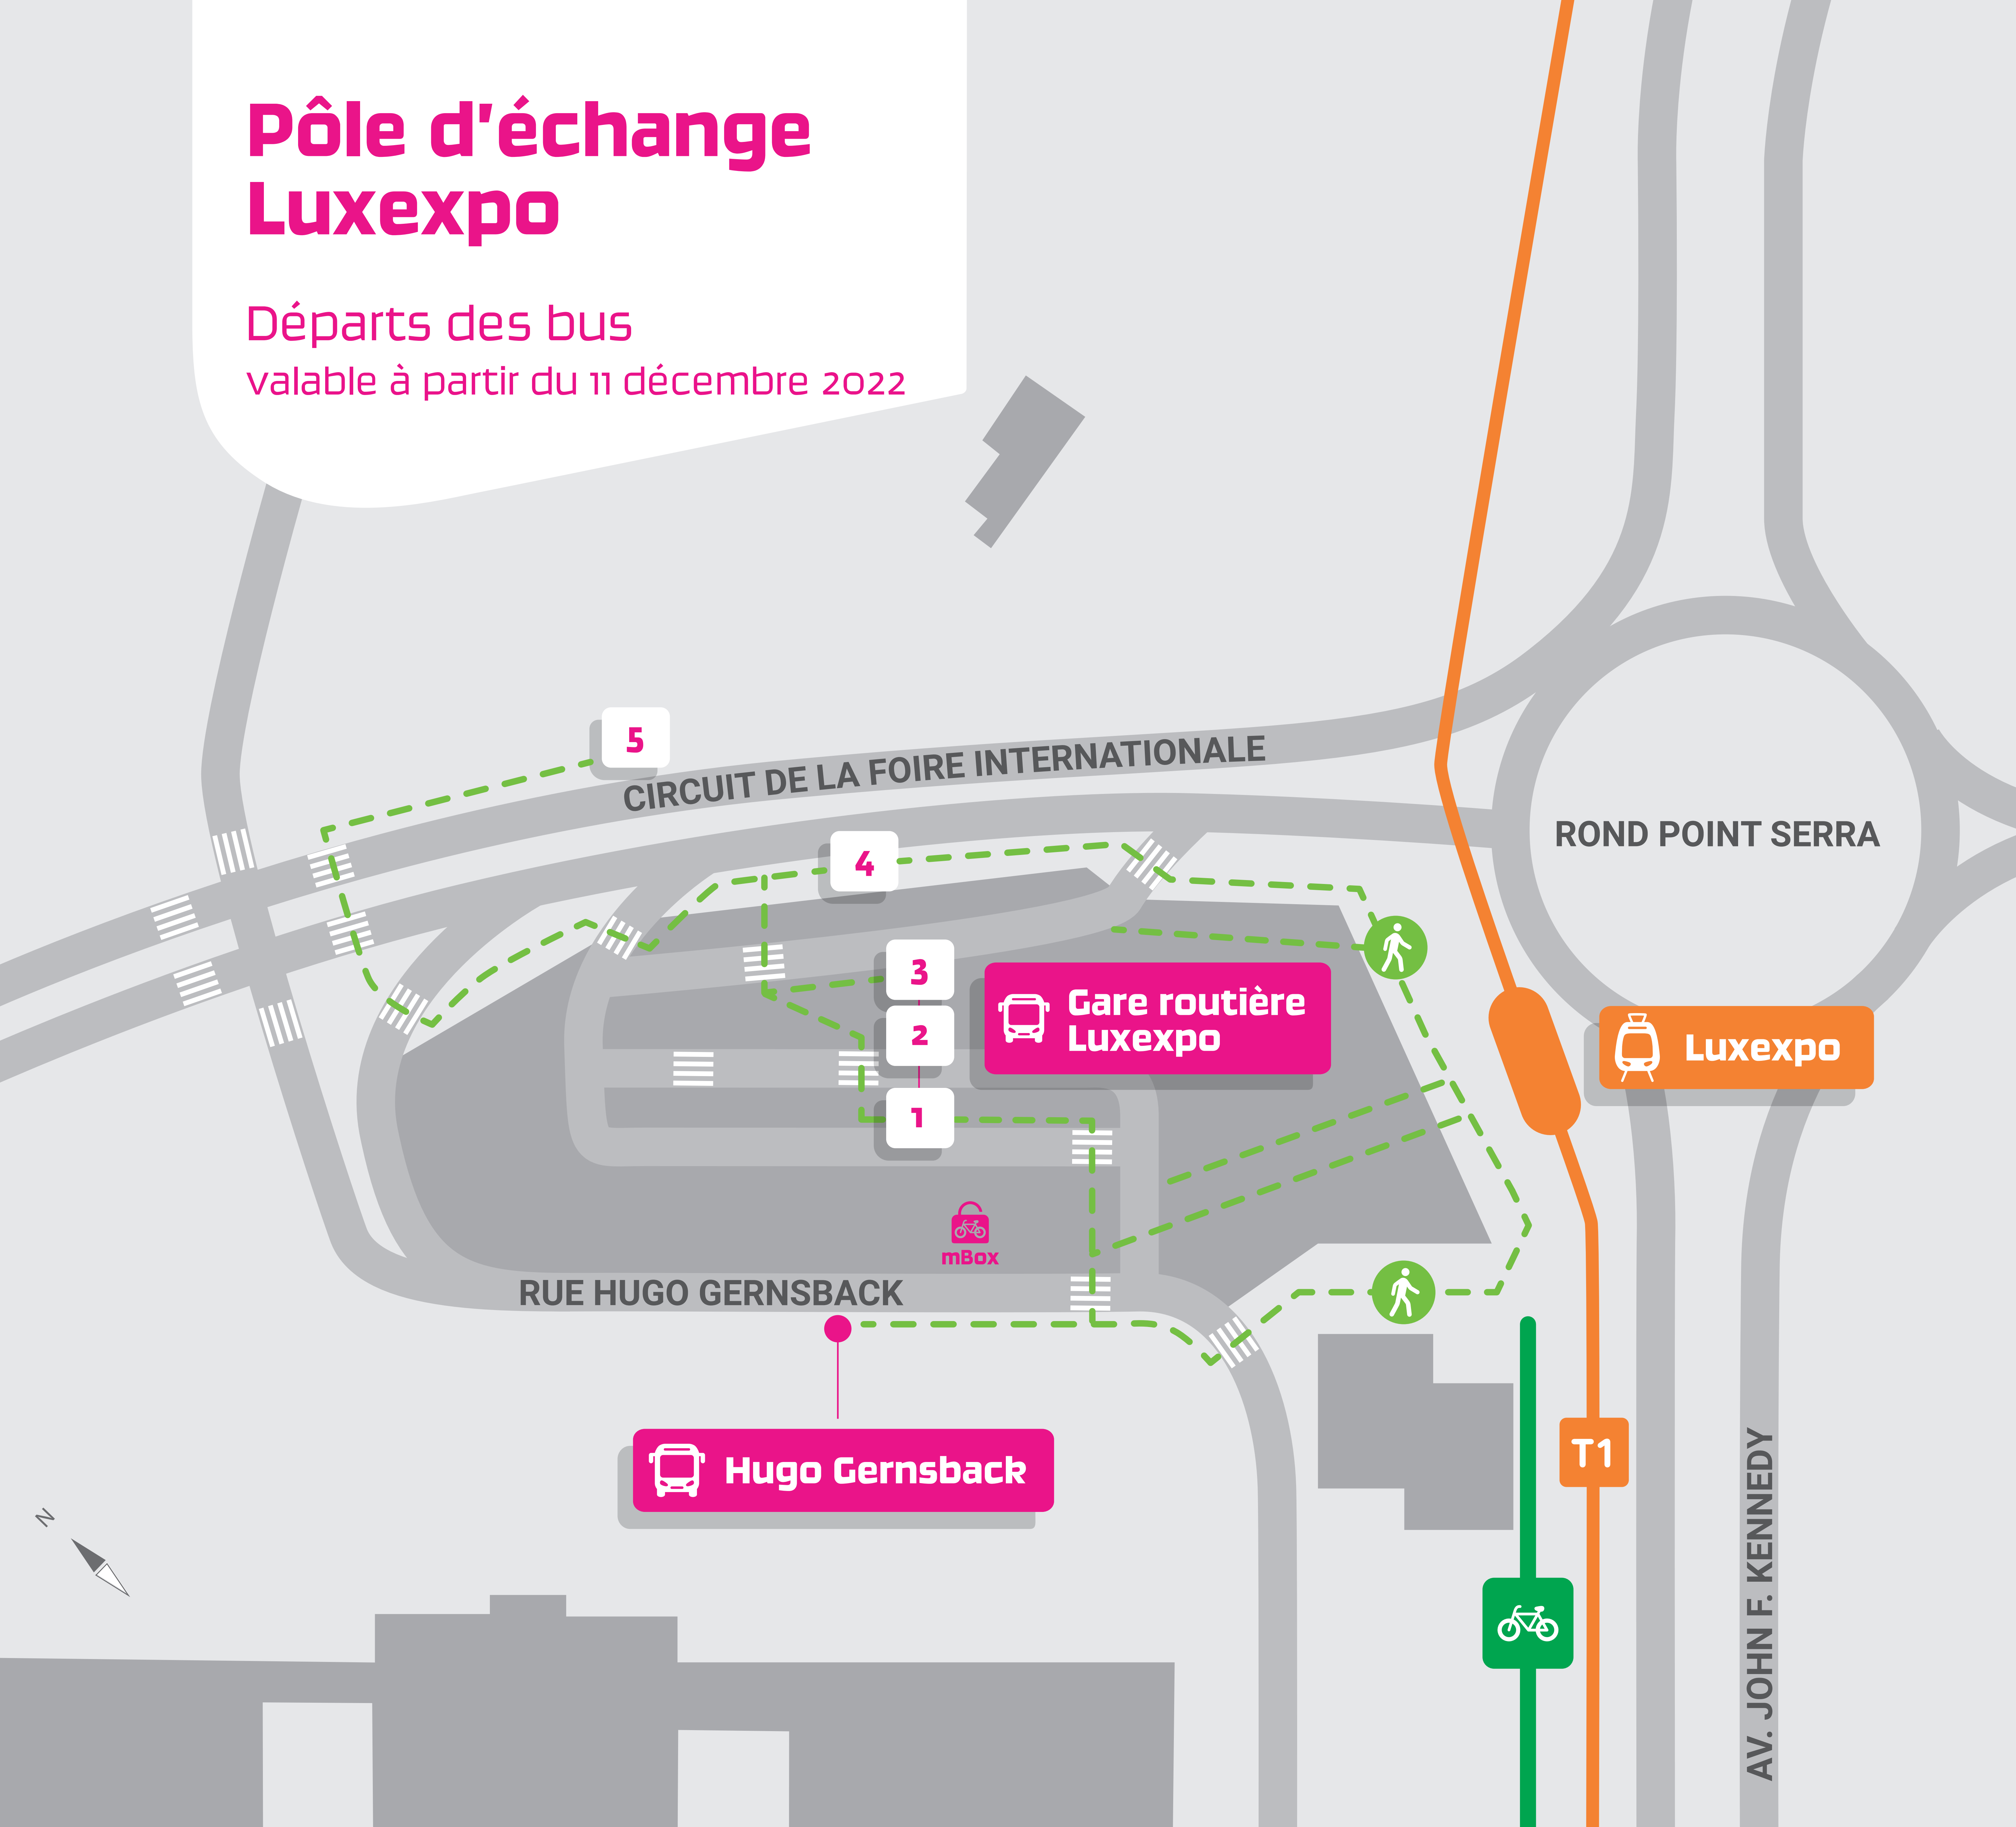 Pôle d'échange
Luxexpo
Départs des bus
valable à partir du 11 décembre 2022
5
CIRCUIT DE LA FOIRE INTERNATIONALE
4
ROND POINT SERRA
3
2
1
Gare routière
Luxexpo
Luxexpo
mBox
RUE HUGO GERNSBACK
Hugo Gernsback
T1
AV. JOHN F. KENNEDY
N